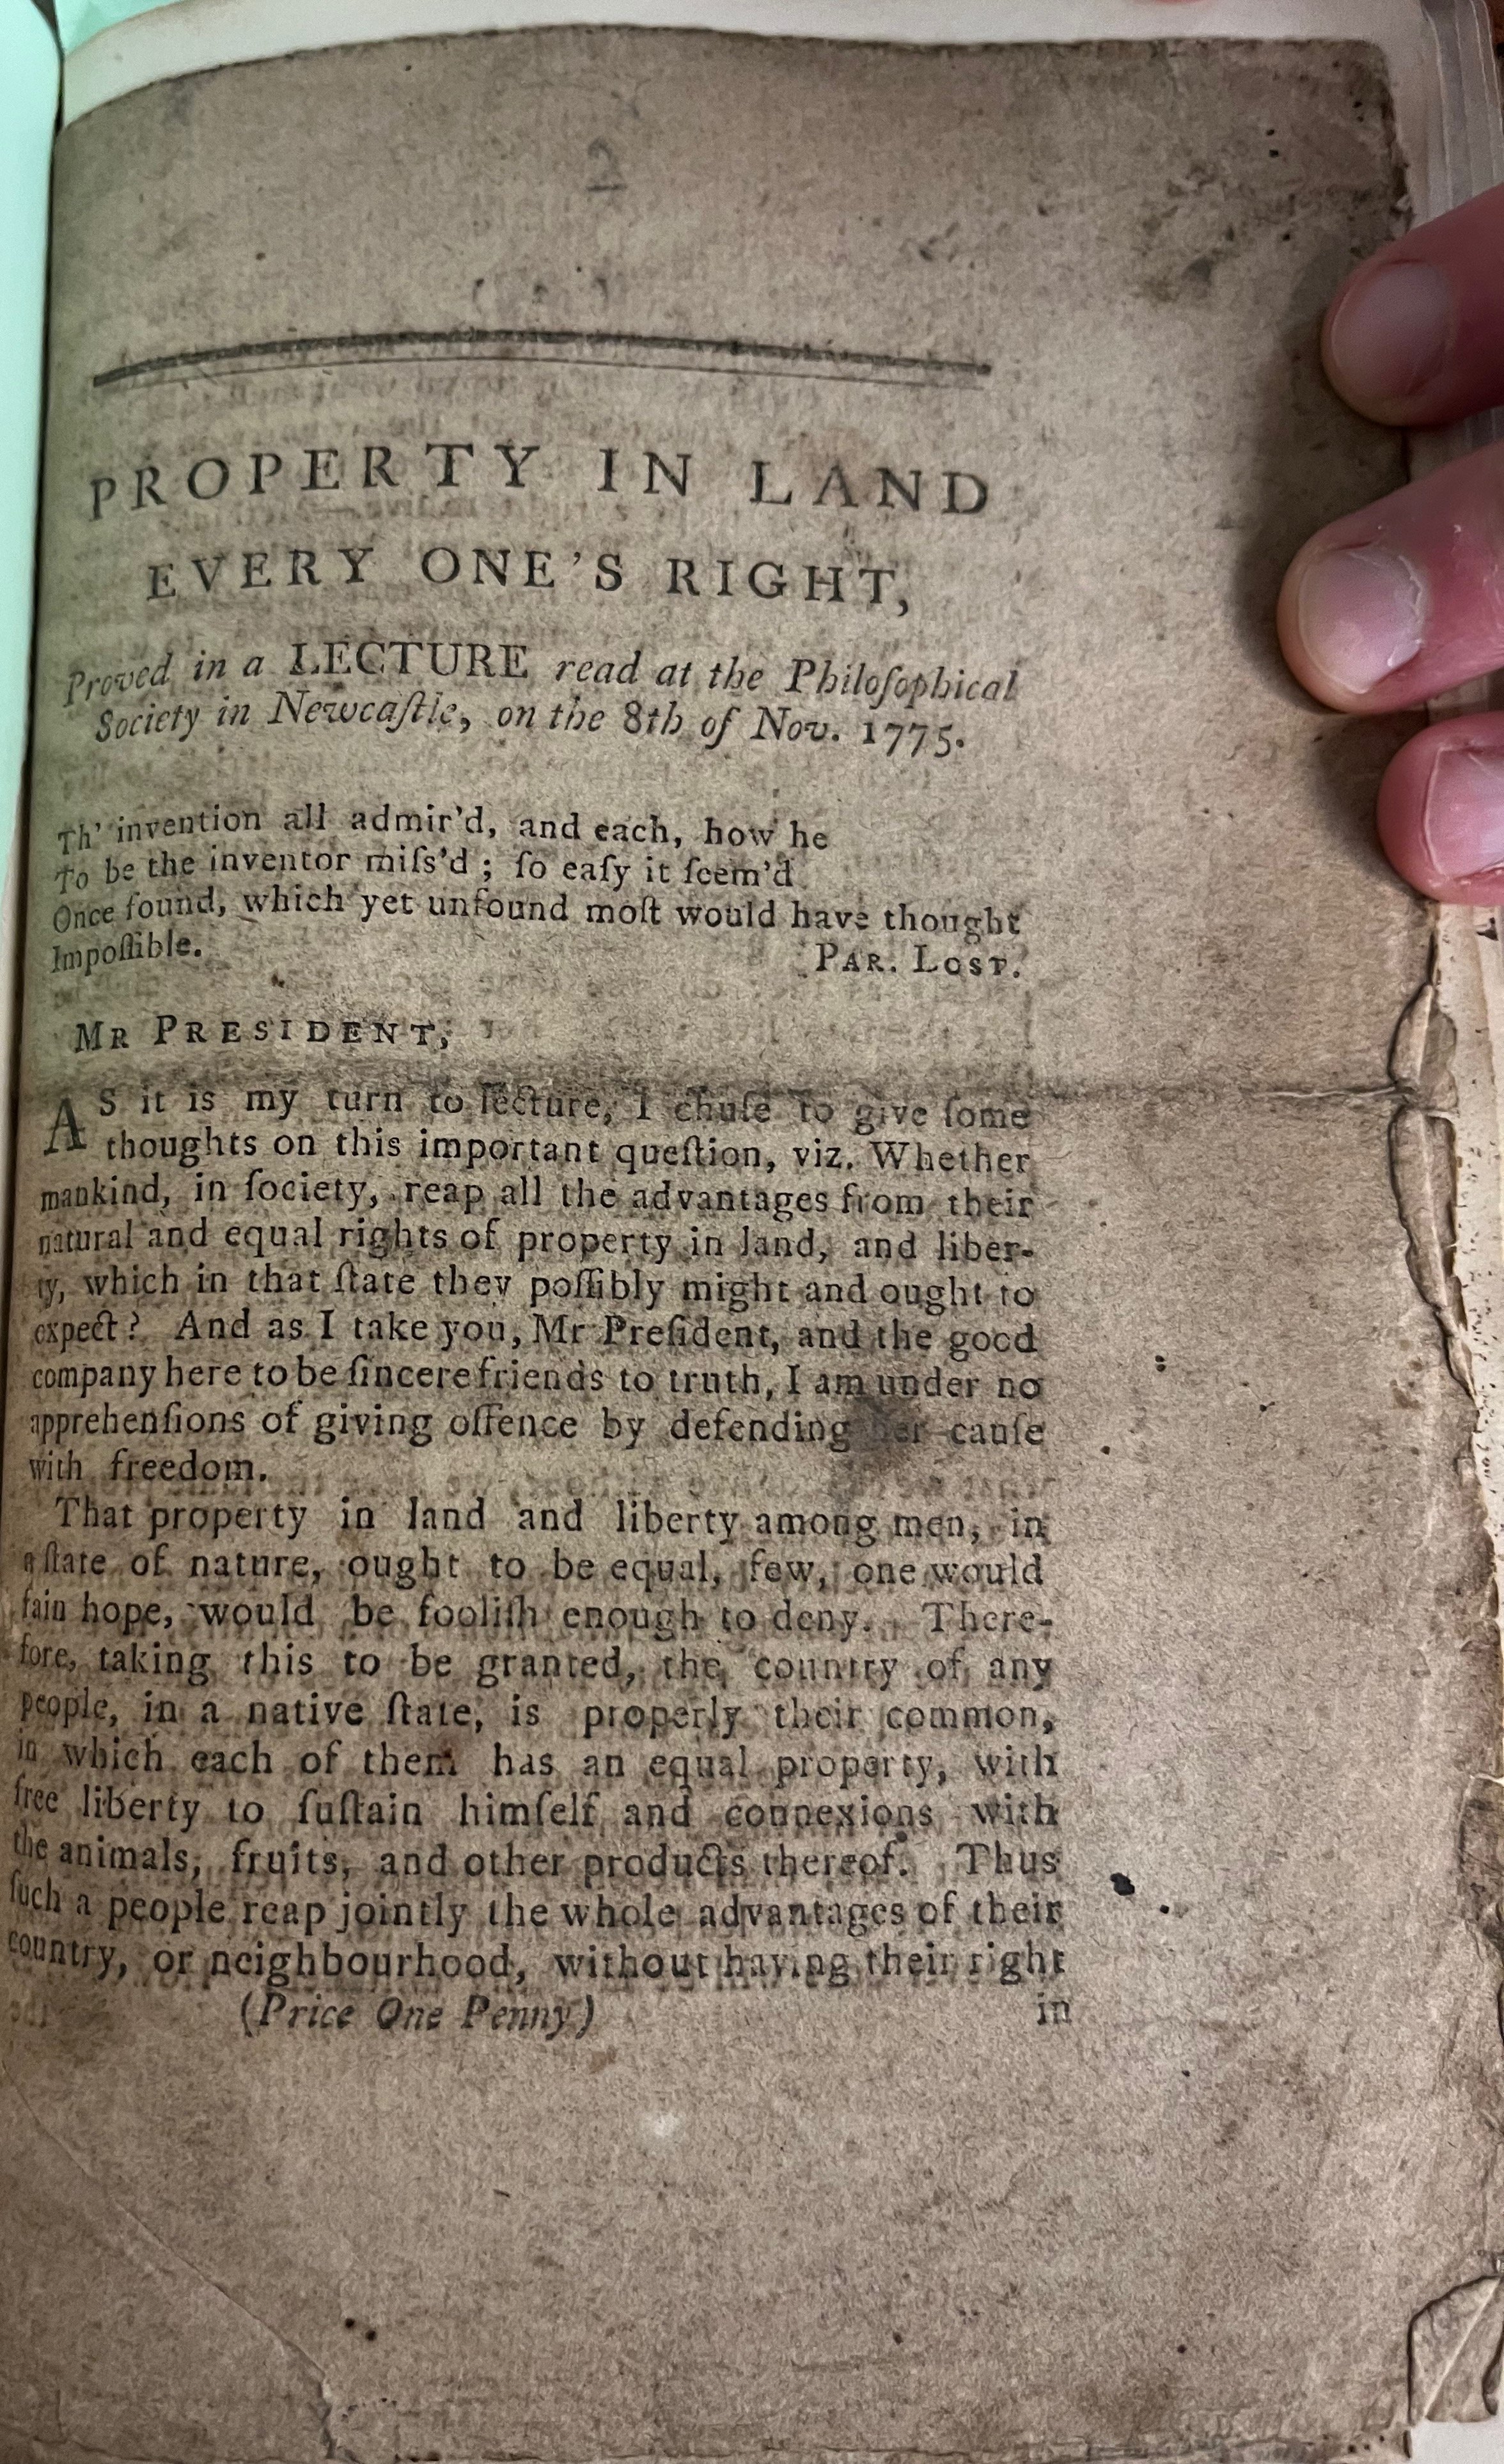 2
PROPERTY IN LAND
EVERY ONE'S RIGHT,
Proved in a LECTURE read at the Philoſophical
Society in Newcaſtle, on the 8th of Nov. 1775.
Th' invention all admir'd, and each, how he
To be the inventor miſs'd; ſo eaſy it ſeem'd
Once found, which yet unfound moſt would have thought
Impoſſible.
PAR. LOST.
MR PRESIDENT,
AS it is my turn to lecture, I chuſe to give ſome
thoughts on this important queſtion, viz. Whether
mankind, in ſociety, reap all the advantages from their
natural and equal rights of property in land, and liber-
ty, which in that ſtate they poſſibly might and ought to
expect? And as I take you, Mr Preſident, and the good
company here to be ſincere friends to truth, I am under no
apprehenſions of giving offence by defending her cauſe
with freedom.
That property in land and liberty among men, in
a ſtate of nature, ought to be equal, few, one would
fain hope, would be fooliſh enough to deny. There-
fore, taking this to be granted, the country of any
people, in a native ſtate, is properly their common,
in which each of them has an equal property, with
free liberty to ſuſtain himſelf and connexions with
the animals, fruits, and other products thereof. Thus
ſuch a people reap jointly the whole advantages of their
country, or neighbourhood, without having their right
(Price One Penny)
in